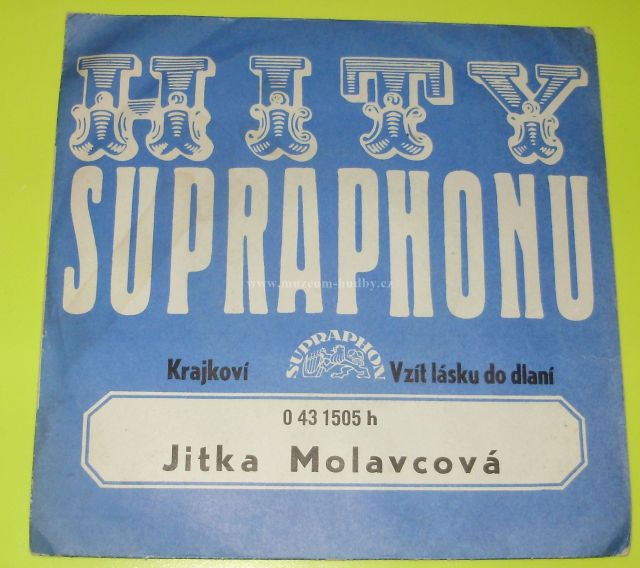 HITY
SUPRAPHONU
www.muzeum-hudby.cz
Krajkoví SUPRAPHON Vzít lásku do dlaní
0 43 1505 h
Jitka Molavcová